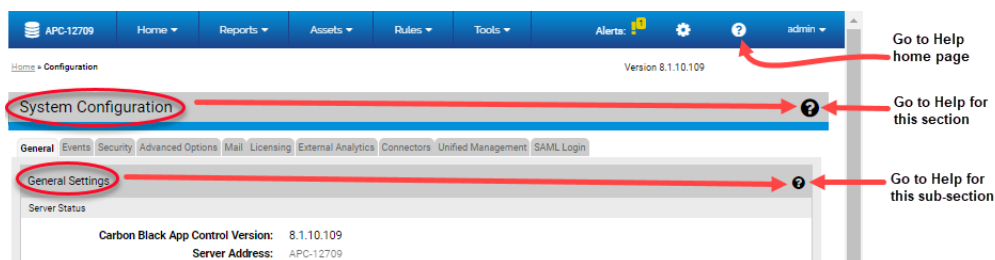 APC-12709 Home Reports Assets Rules Tools Alerts: 1 ? admin
Go to Help
home page
Home » Configuration Version 8.1.10.109
System Configuration ?
Go to Help for
this section
General Events Security Advanced Options Mail Licensing External Analytics Connectors Unified Management SAML Login
General Settings ?
Go to Help for
this sub-section
Server Status
Carbon Black App Control Version: 8.1.10.109
Server Address: APC-12709